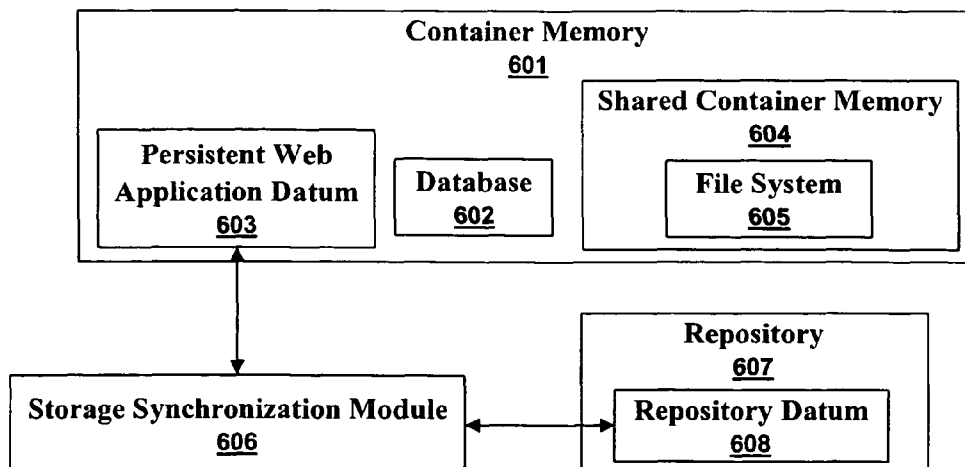 Container Memory
601
Shared Container Memory
604
File System
605
Persistent Web
Application Datum
603
Database
602
Repository
607
Repository Datum
608
Storage Synchronization Module
606